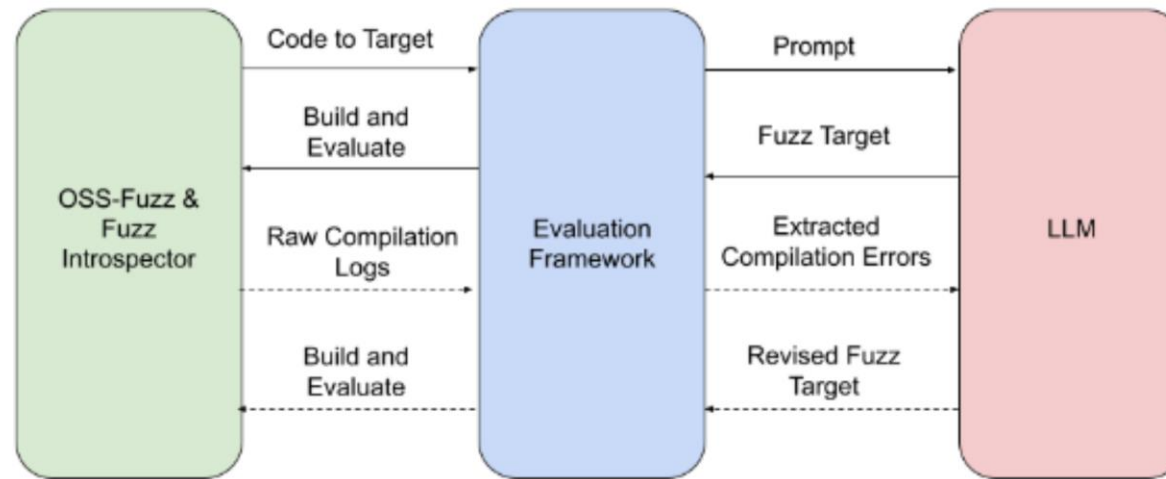 OSS-Fuzz &
Fuzz
Introspector
Code to Target
Build and
Evaluate
Raw Compilation
Logs
Build and
Evaluate
Evaluation
Framework
Prompt
Fuzz Target
Extracted
Compilation Errors
Revised Fuzz
Target
LLM